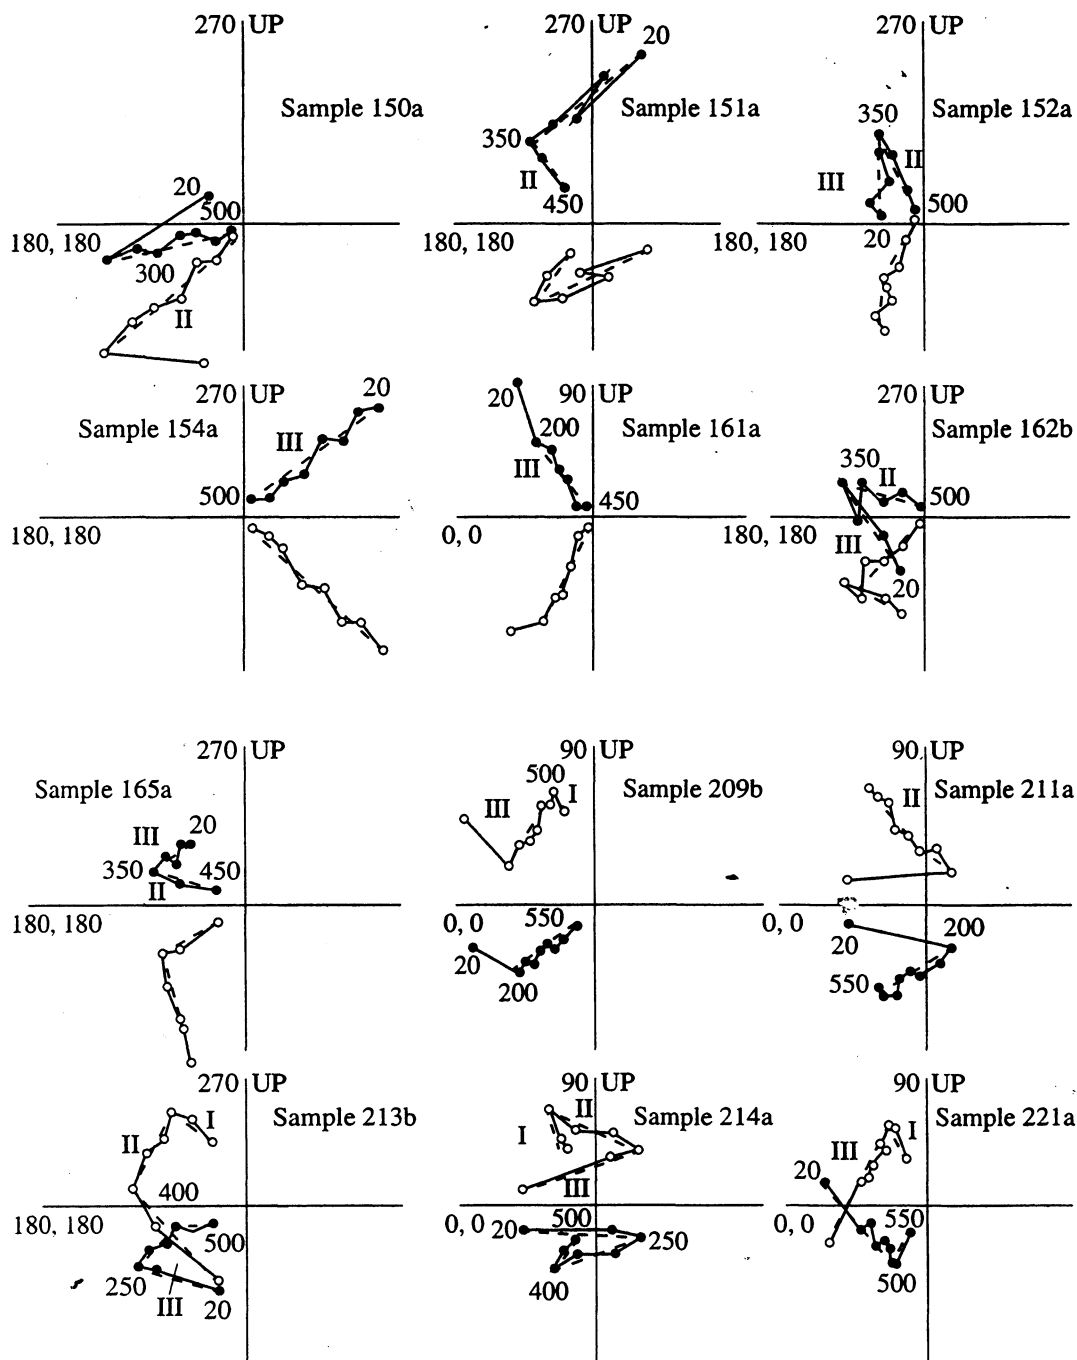 270 UP
Sample 150a
20
500
180, 180
300
II
270 UP
20
Sample 151a
350
II
450
180, 180
270 UP
Sample 152a
350
II
III
500
180, 180
20
270 UP
20
Sample 154a
III
500
180, 180
90 UP
20
200
Sample 161a
III
450
0, 0
180, 180
270 UP
Sample 162b
350
II
500
III
20
270 UP
Sample 165a
III
20
350
450
II
180, 180
90 UP
500
I
III
Sample 209b
0, 0
550
20
200
90 UP
II
Sample 211a
0, 0
200
20
550
270 UP
I
Sample 213b
II
400
180, 180
500
250
III
20
90 UP
II
Sample 214a
I
III
0, 0
20
500
250
400
90 UP
Sample 221a
I
III
20
0, 0
550
500